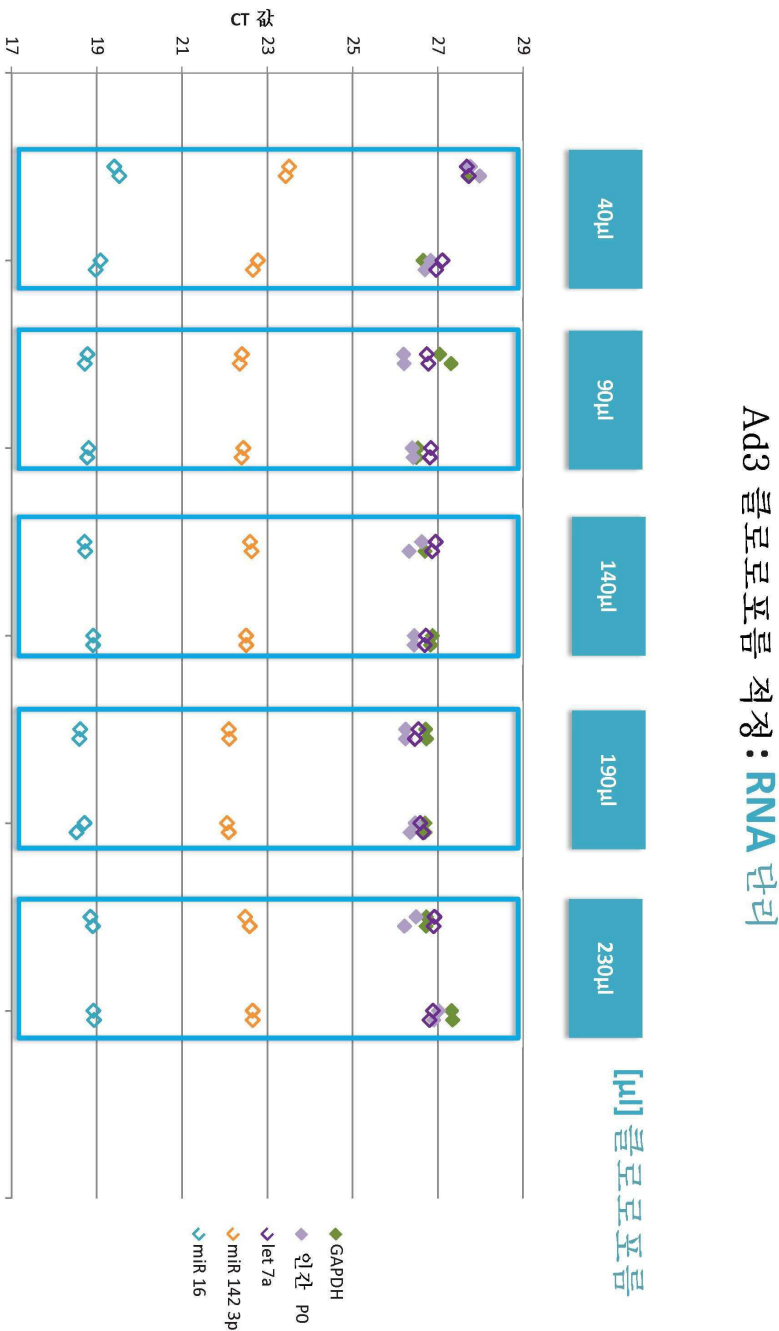 Ad3 클로로포름 적정: RNA 단리
[µl] 클로로포름
40µl
90µl
140µl
190µl
230µl
CT 값
29
27
25
23
21
19
17
GAPDH
인간 P0
let 7a
miR 142 3p
miR 16